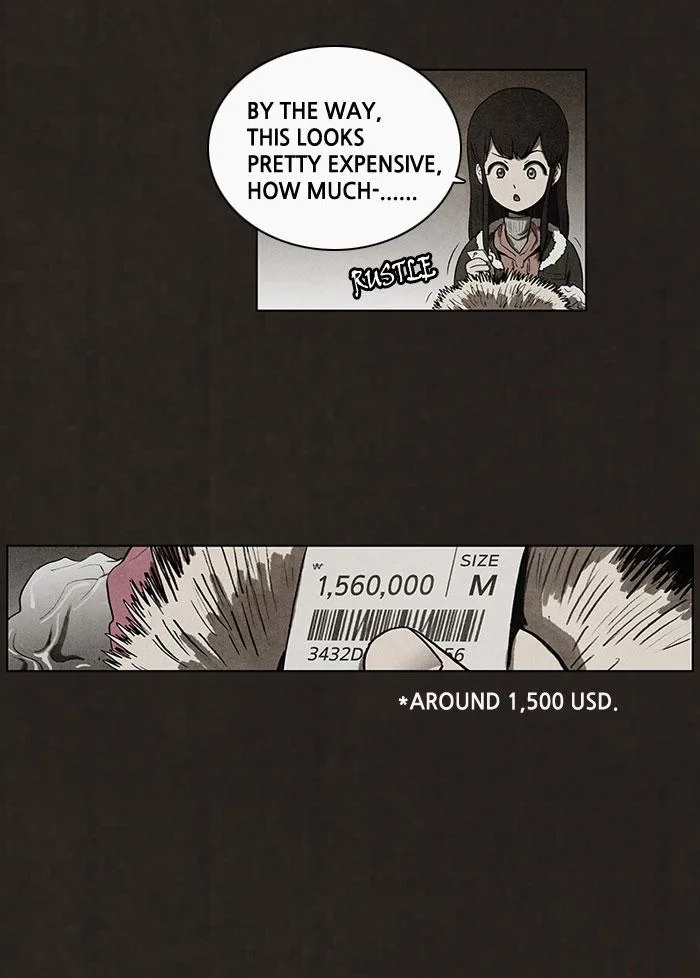 BY THE WAY,
THIS LOOKS
PRETTY EXPENSIVE,
HOW MUCH-......
RUSTLE
₩
1,560,000
SIZE
M
3432D
56
*AROUND 1,500 USD.